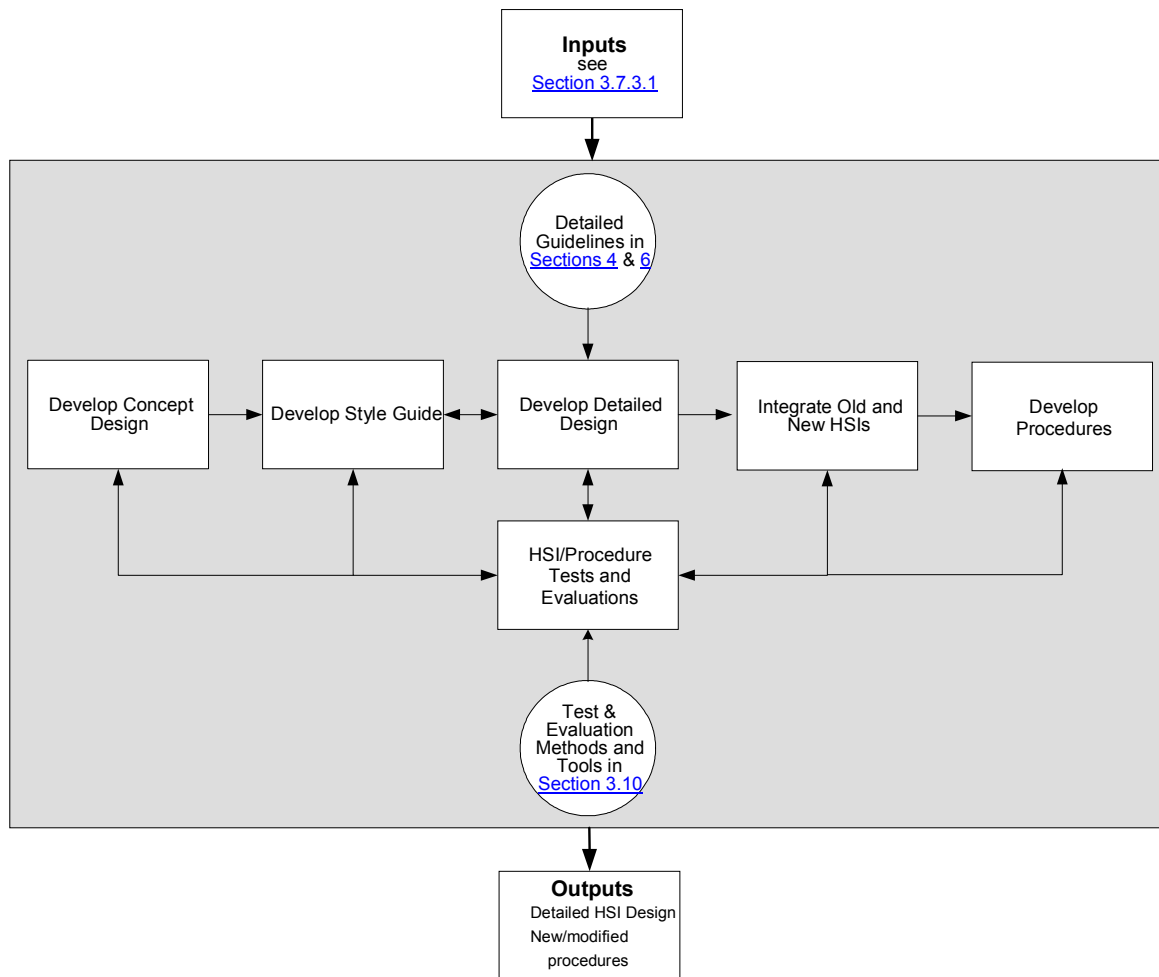 Inputs
see
Section 3.7.3.1
Detailed
Guidelines in
Sections 4 & 6
Develop Concept
Design
Develop Style Guide
Develop Detailed
Design
Integrate Old and
New HSIs
Develop
Procedures
HSI/Procedure
Tests and
Evaluations
Test &
Evaluation
Methods and
Tools in
Section 3.10
Outputs
Detailed HSI Design
New/modified
procedures